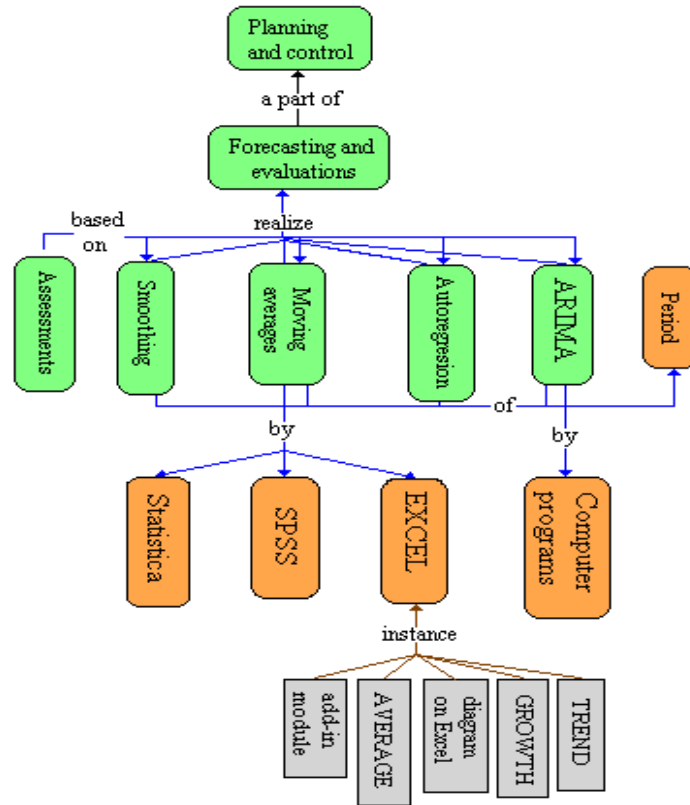 Planning
and control
a part of
Forecasting and
evaluations
based
on
realize
Assessments
Smoothing
Moving
averages
Autoregresion
ARIMA
Period
of
by
by
Statistica
SPSS
EXCEL
Computer
programs
instance
add-in
module
AVERAGE
diagram
on Excel
GROWTH
TREND